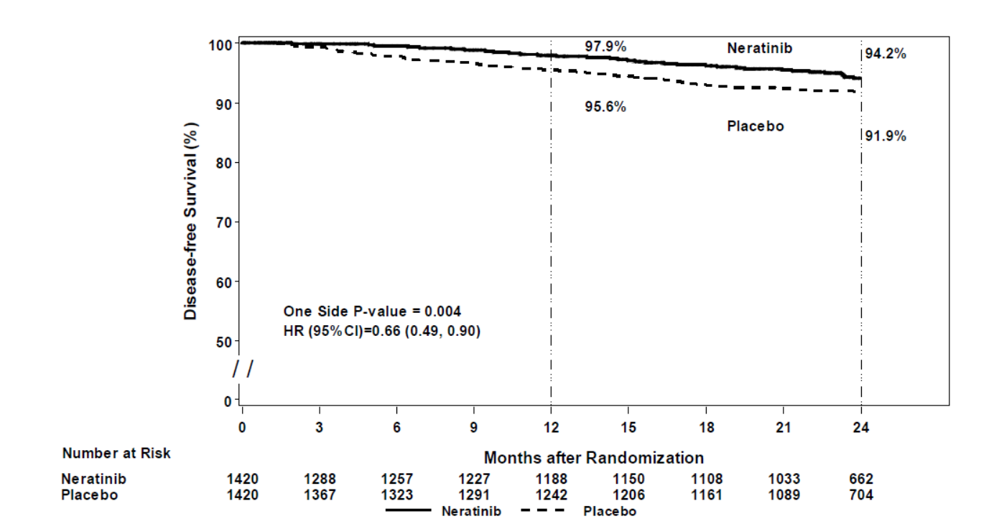 100
97.9%
Neratinib
94.2%
90
95.6%
Placebo
91.9%
80
70
60
50
0
Disease-free Survival (%)
One Side P-value = 0.004
HR (95%CI)=0.66 (0.49, 0.90)
0 3 6 9 12 15 18 21 24
Number at Risk
Months after Randomization
Neratinib 1420 1288 1257 1227 1188 1150 1108 1033 662
Placebo 1420 1367 1323 1291 1242 1206 1161 1089 704
Neratinib Placebo